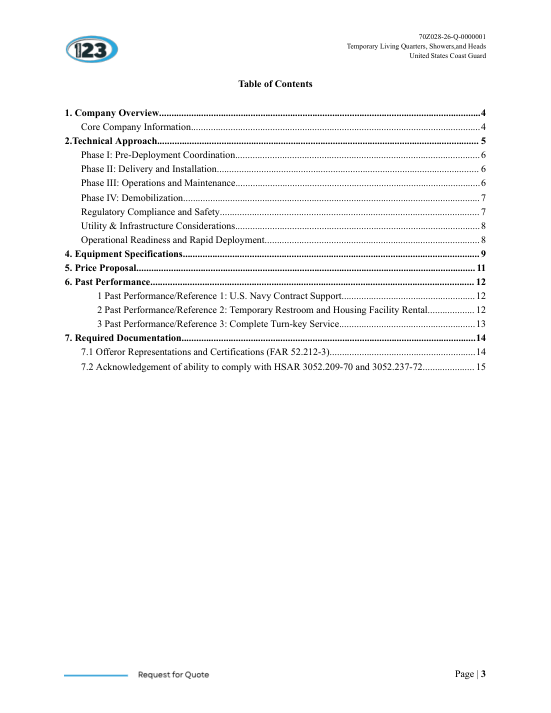 123
70Z028-26-Q-0000001
Temporary Living Quarters, Showers,and Heads
United States Coast Guard
Table of Contents
1. Company Overview....................4
Core Company Information....................4
2.Technical Approach....................5
Phase I: Pre-Deployment Coordination....................6
Phase II: Delivery and Installation....................6
Phase III: Operations and Maintenance....................6
Phase IV: Demobilization....................7
Regulatory Compliance and Safety....................7
Utility & Infrastructure Considerations....................8
Operational Readiness and Rapid Deployment....................8
4. Equipment Specifications....................9
5. Price Proposal....................11
6. Past Performance....................12
1 Past Performance/Reference 1: U.S. Navy Contract Support....................12
2 Past Performance/Reference 2: Temporary Restroom and Housing Facility Rental....................12
3 Past Performance/Reference 3: Complete Turn-key Service....................13
7. Required Documentation....................14
7.1 Offeror Representations and Certifications (FAR 52.212-3)....................14
7.2 Acknowledgement of ability to comply with HSAR 3052.209-70 and 3052.237-72....................15
Request for Quote
Page | 3